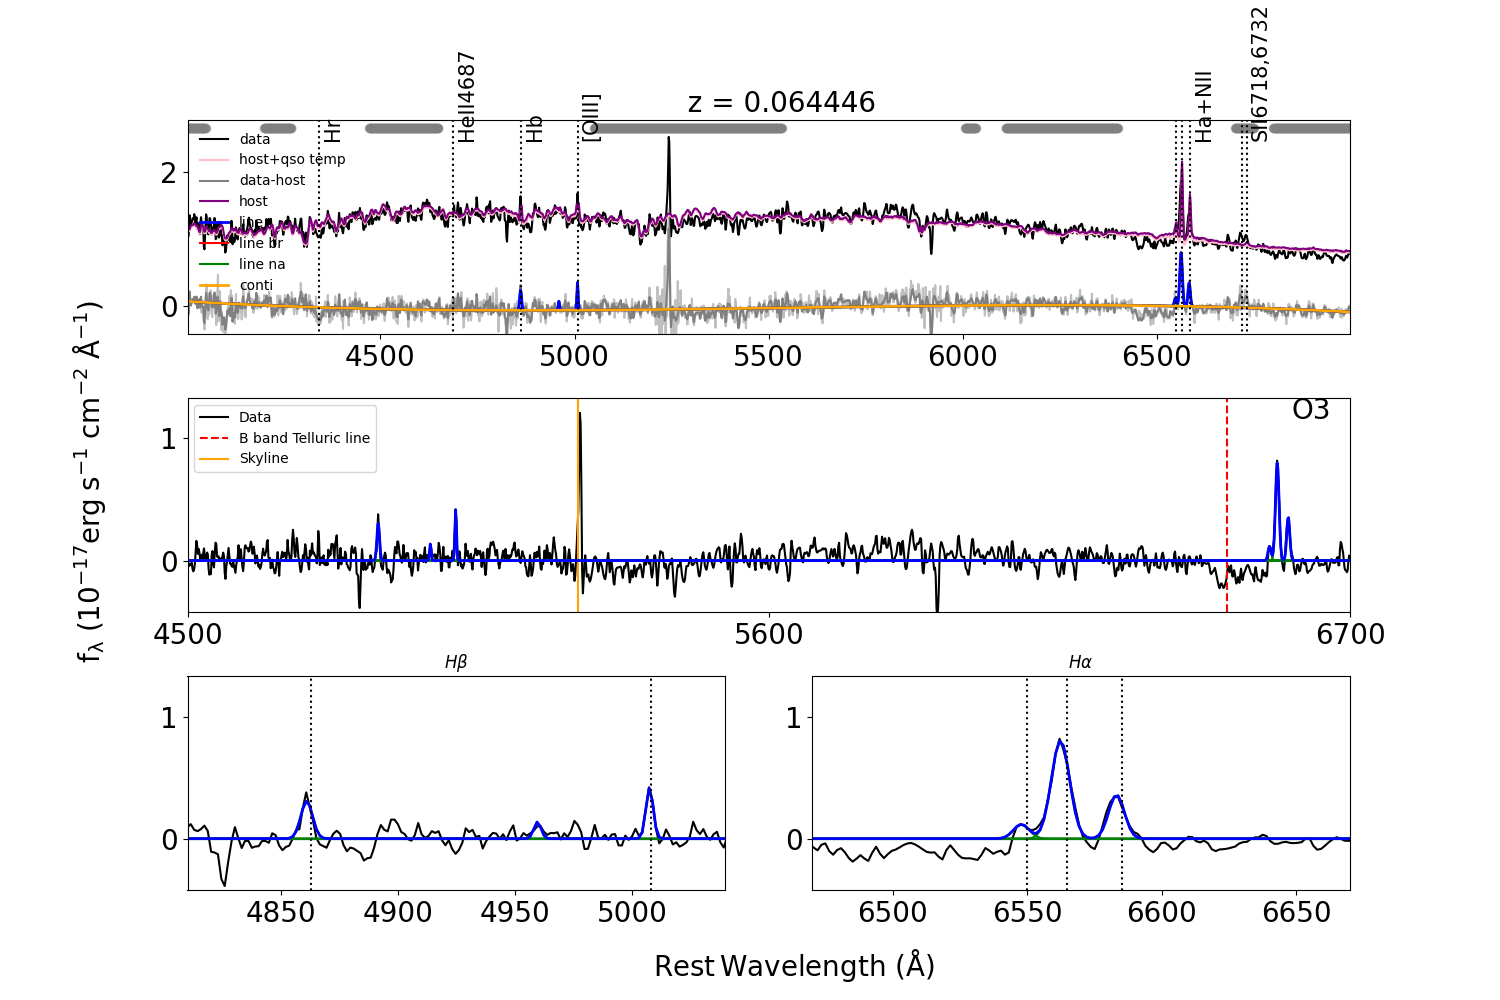 z = 0.064446
Hr
HeII4687
Hb
[OIII]
Ha+NII
SII6718,6732
data
host+qso temp
data-host
host
line
line br
line na
conti
2
0
4500
5000
5500
6000
6500
f_λ (10⁻¹⁷erg s⁻¹ cm⁻² Å⁻¹)
O3
Data
B band Telluric line
Skyline
1
0
4500
5600
6700
Hβ
1
0
4850
4900
4950
5000
Hα
1
0
6500
6550
6600
6650
Rest Wavelength (Å)